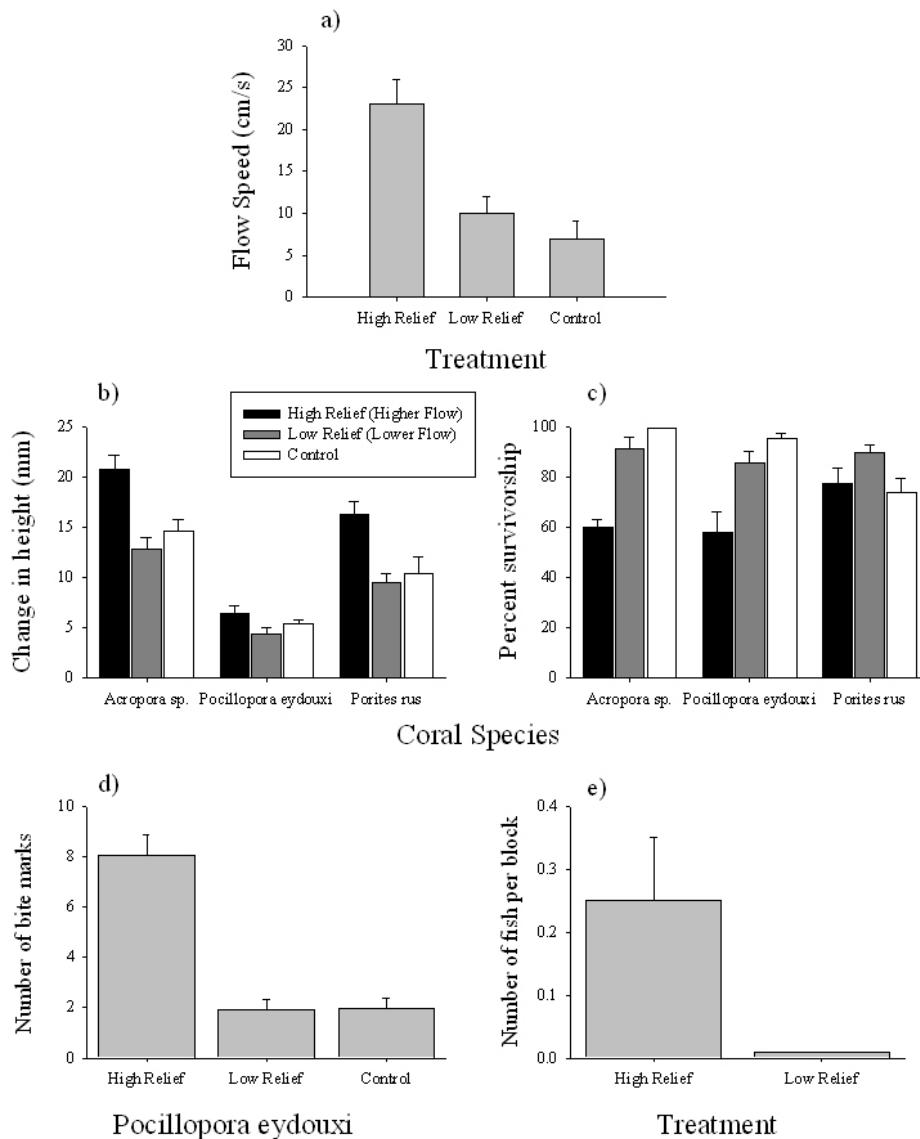 a)
30
25
20
15
10
5
0
Flow Speed (cm/s)
High Relief Low Relief Control
Treatment
b)
High Relief (Higher Flow)
Low Relief (Lower Flow)
Control
25
20
15
10
5
0
Change in height (mm)
Acropora sp. Pocillopora eydouxi Porites rus
c)
100
80
60
40
20
0
Percent survivorship
Acropora sp. Pocillopora eydouxi Porites rus
Coral Species
d)
10
8
6
4
2
0
Number of bite marks
High Relief Low Relief Control
Pocillopora eydouxi
e)
0.4
0.3
0.2
0.1
0.0
Number of fish per block
High Relief Low Relief
Treatment